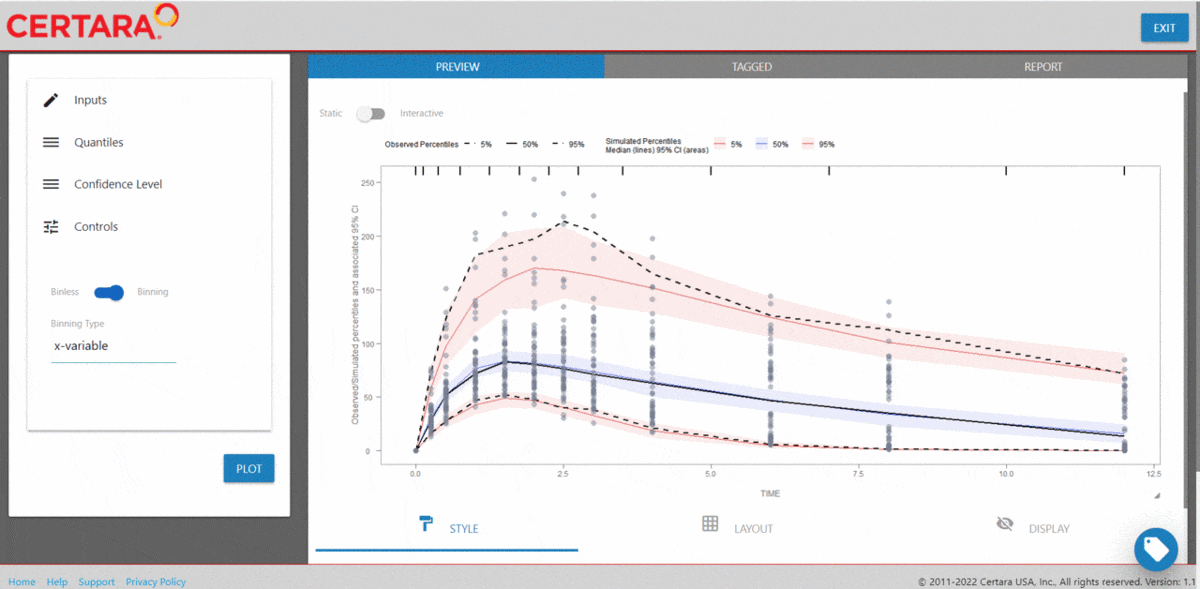 CERTARA
EXIT
Inputs
Quantiles
Confidence Level
Controls
Binless Binning
Binning Type
x-variable
PLOT
PREVIEW TAGGED REPORT
Static Interactive
Observed Percentiles 5% 50% 95% Simulated Percentiles
Median (lines) 95% CI (areas) 5% 50% 95%
Observed/Simulated percentiles and associated 95% CI
250
200
150
100
50
0
0.0 2.5 5.0 7.5 10.0 12.5
TIME
STYLE LAYOUT DISPLAY
Home Help Support Privacy Policy
© 2011-2022 Certara USA, Inc., All rights reserved. Version: 1.1